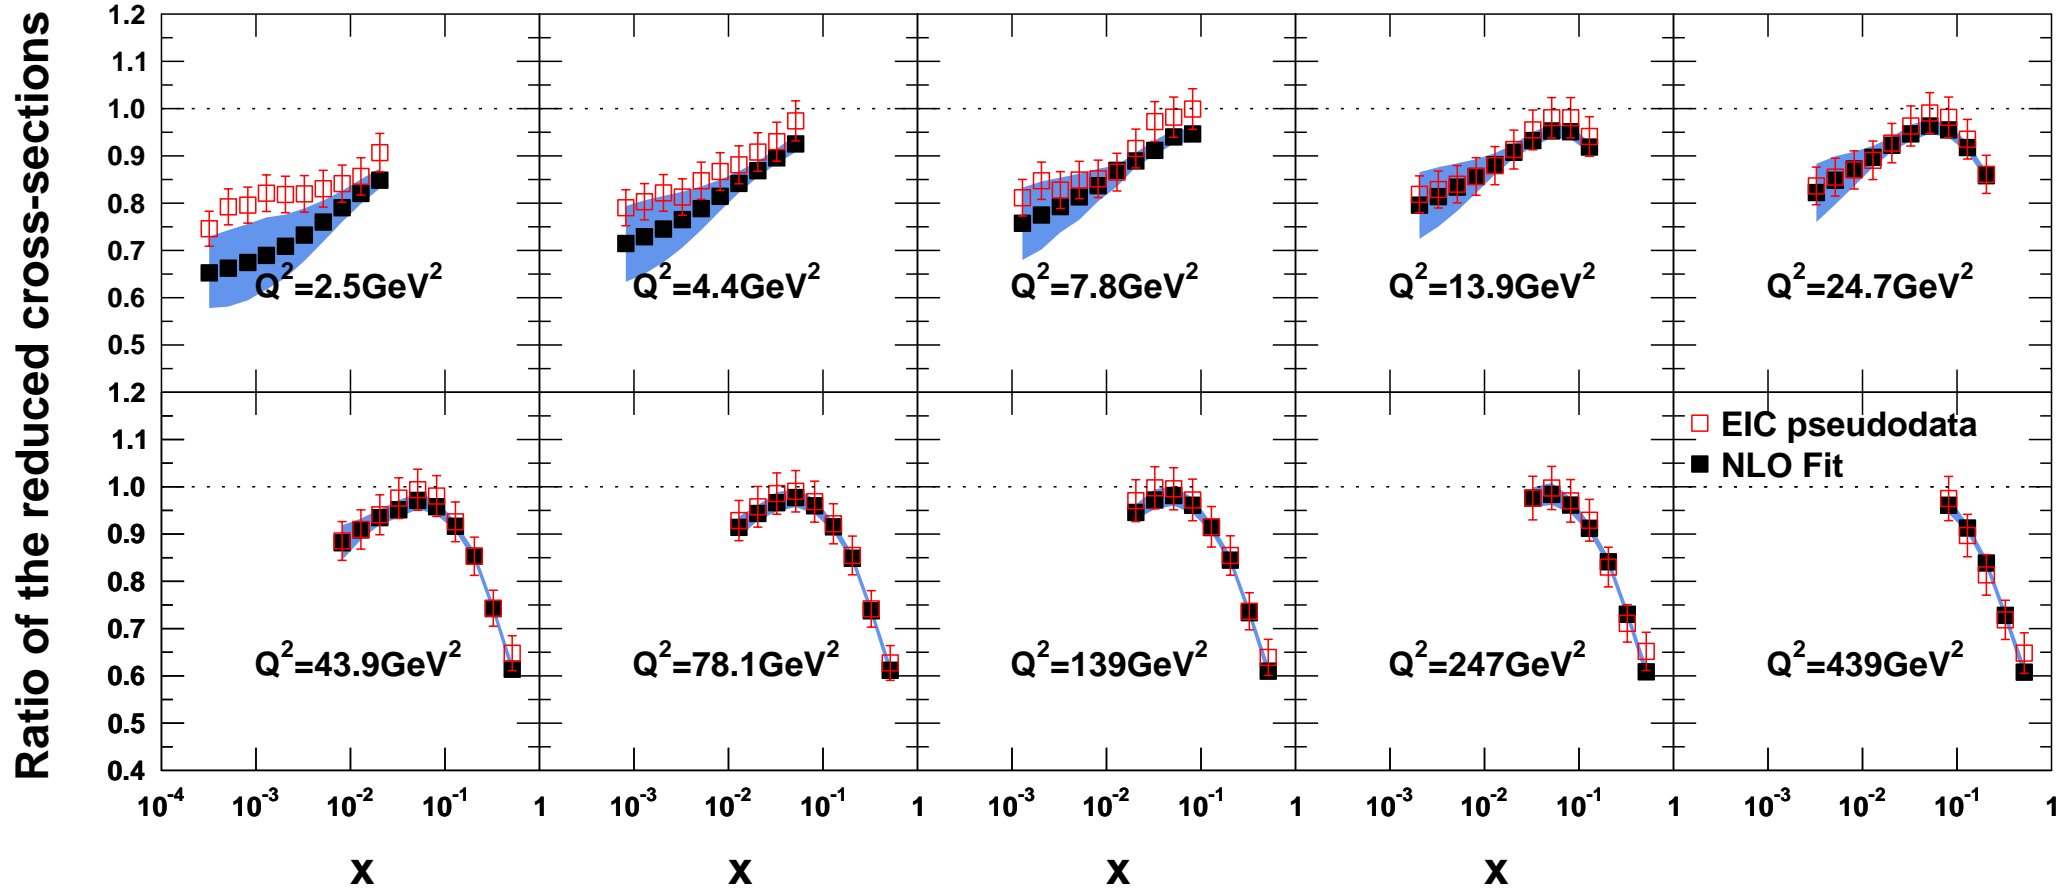 Ratio of the reduced cross-sections
1.2
1.1
1.0
0.9
0.8
0.7
0.6
0.5
Q²=2.5GeV²
Q²=4.4GeV²
Q²=7.8GeV²
Q²=13.9GeV²
Q²=24.7GeV²
1.2
1.1
1.0
0.9
0.8
0.7
0.6
0.5
0.4
EIC pseudodata
NLO Fit
Q²=43.9GeV²
Q²=78.1GeV²
Q²=139GeV²
Q²=247GeV²
Q²=439GeV²
10⁻⁴ 10⁻³ 10⁻² 10⁻¹ 1 10⁻³ 10⁻² 10⁻¹ 1 10⁻³ 10⁻² 10⁻¹ 1 10⁻³ 10⁻² 10⁻¹ 1 10⁻³ 10⁻² 10⁻¹ 1
x x x x